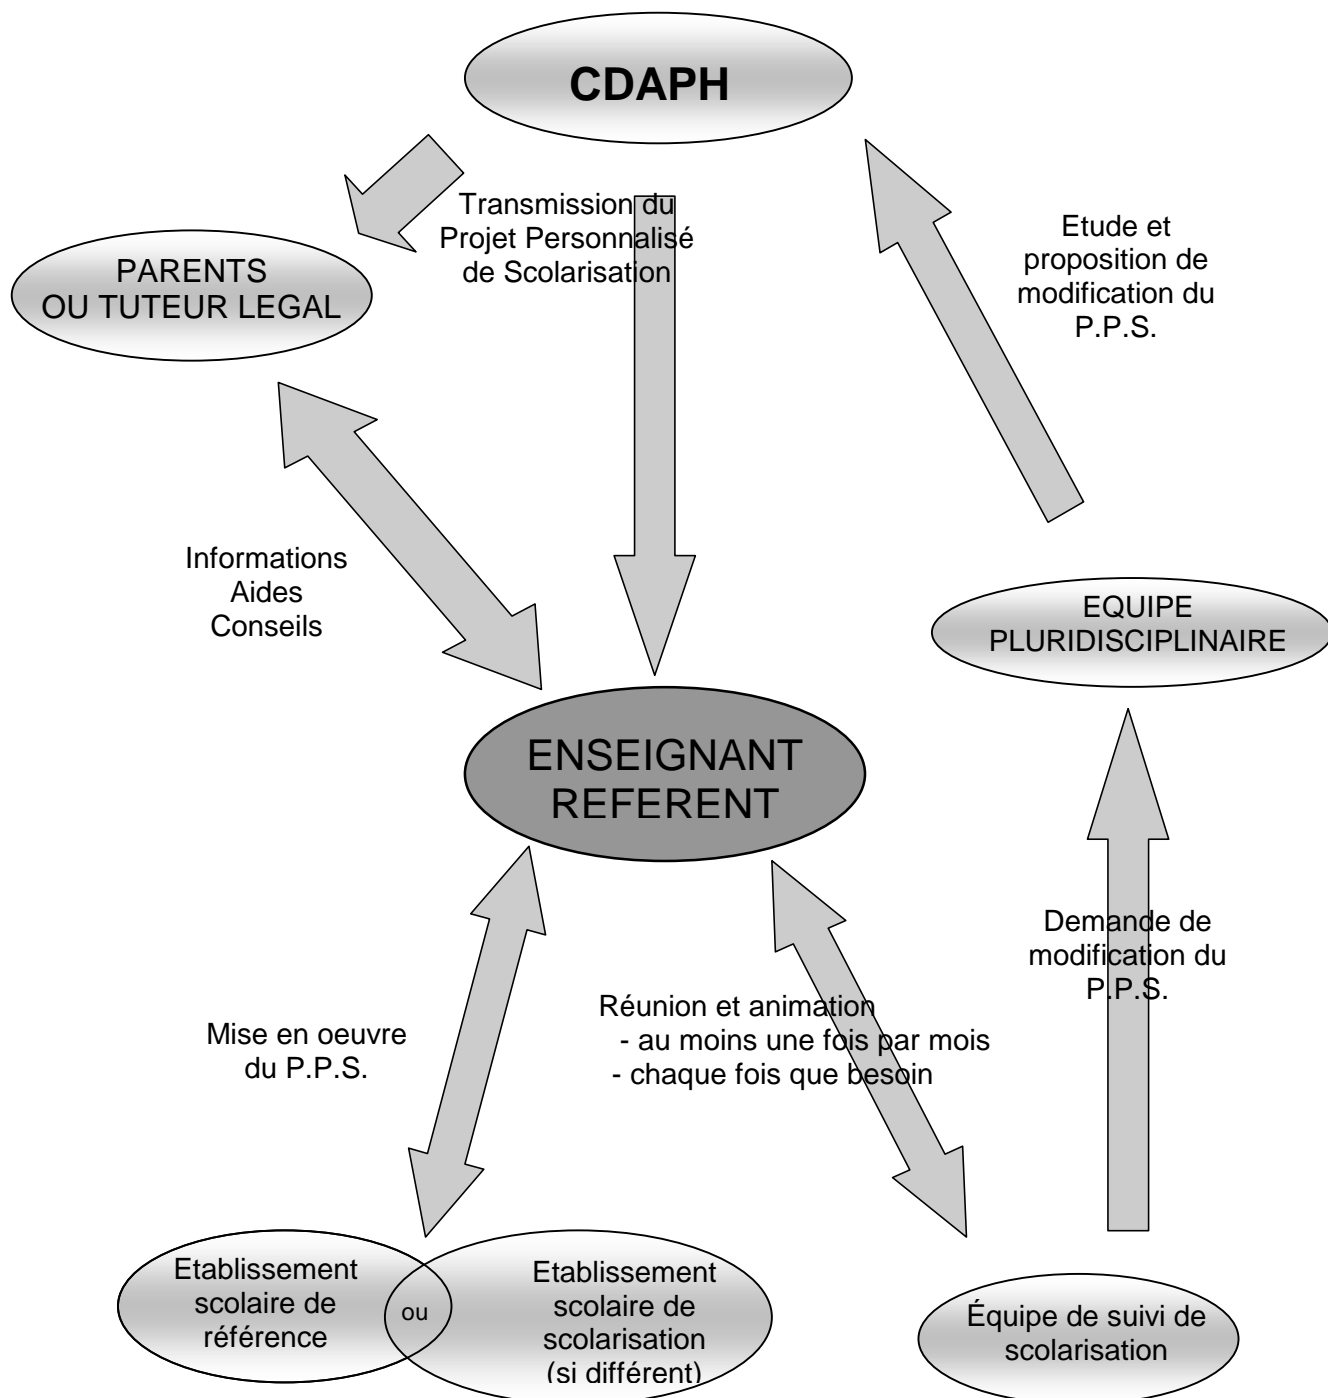 CDAPH
Transmission du
Projet Personnalisé
de Scolarisation
PARENTS
OU TUTEUR LEGAL
Etude et
proposition de
modification du
P.P.S.
Informations
Aides
Conseils
EQUIPE
PLURIDISCIPLINAIRE
ENSEIGNANT
REFERENT
Demande de
modification du
P.P.S.
Réunion et animation
- au moins une fois par mois
- chaque fois que besoin
Mise en oeuvre
du P.P.S.
Etablissement
scolaire de
référence
ou
Etablissement
scolaire de
scolarisation
(si différent)
Équipe de suivi de
scolarisation